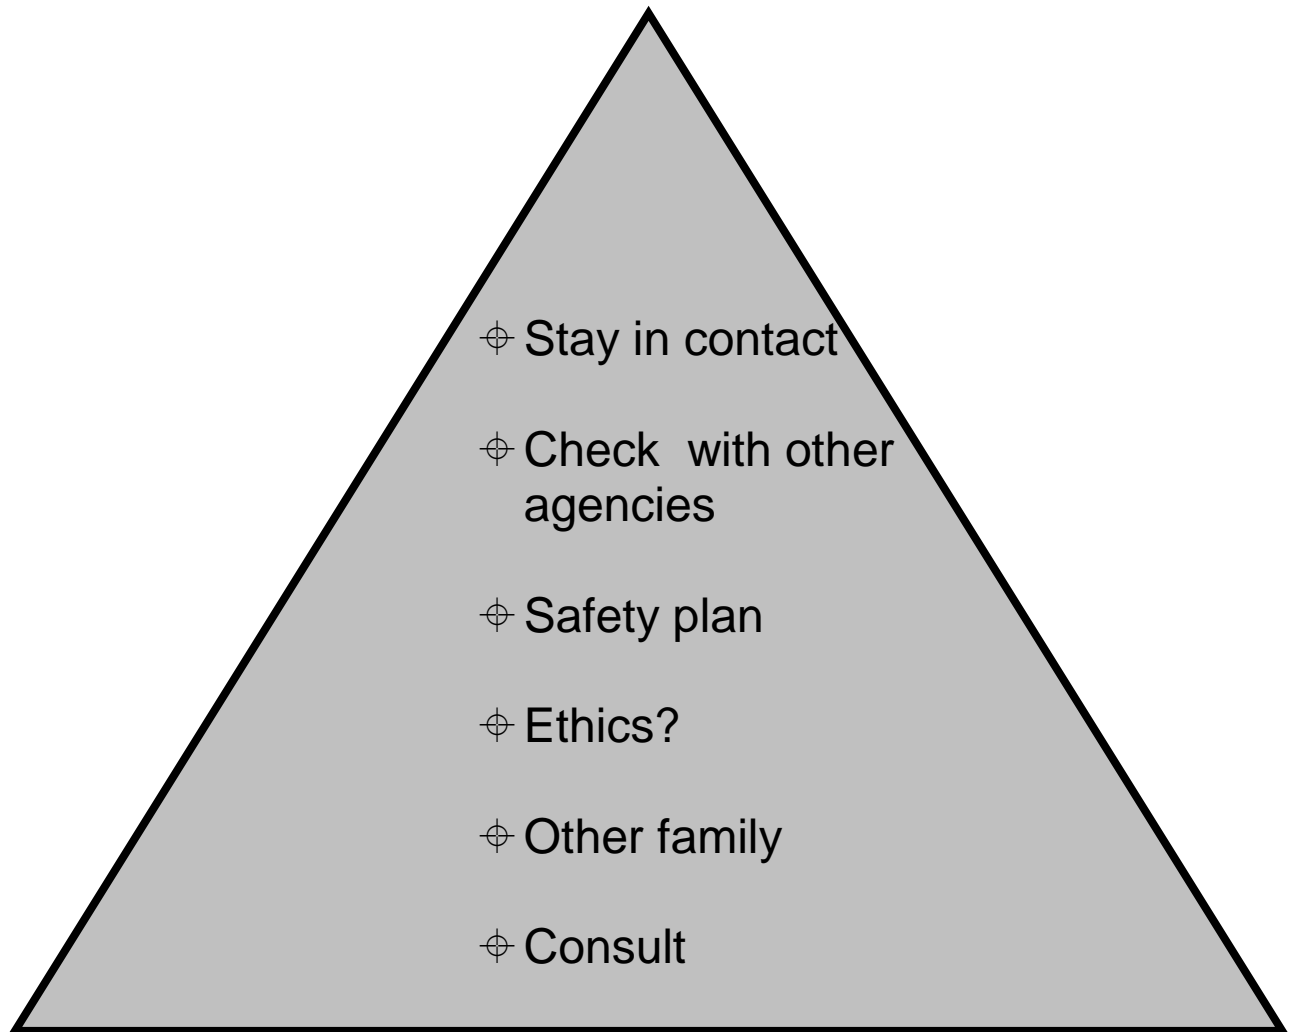 ⌖ Stay in contact
⌖ Check  with other
agencies
⌖ Safety plan
⌖ Ethics?
⌖ Other family
⌖ Consult